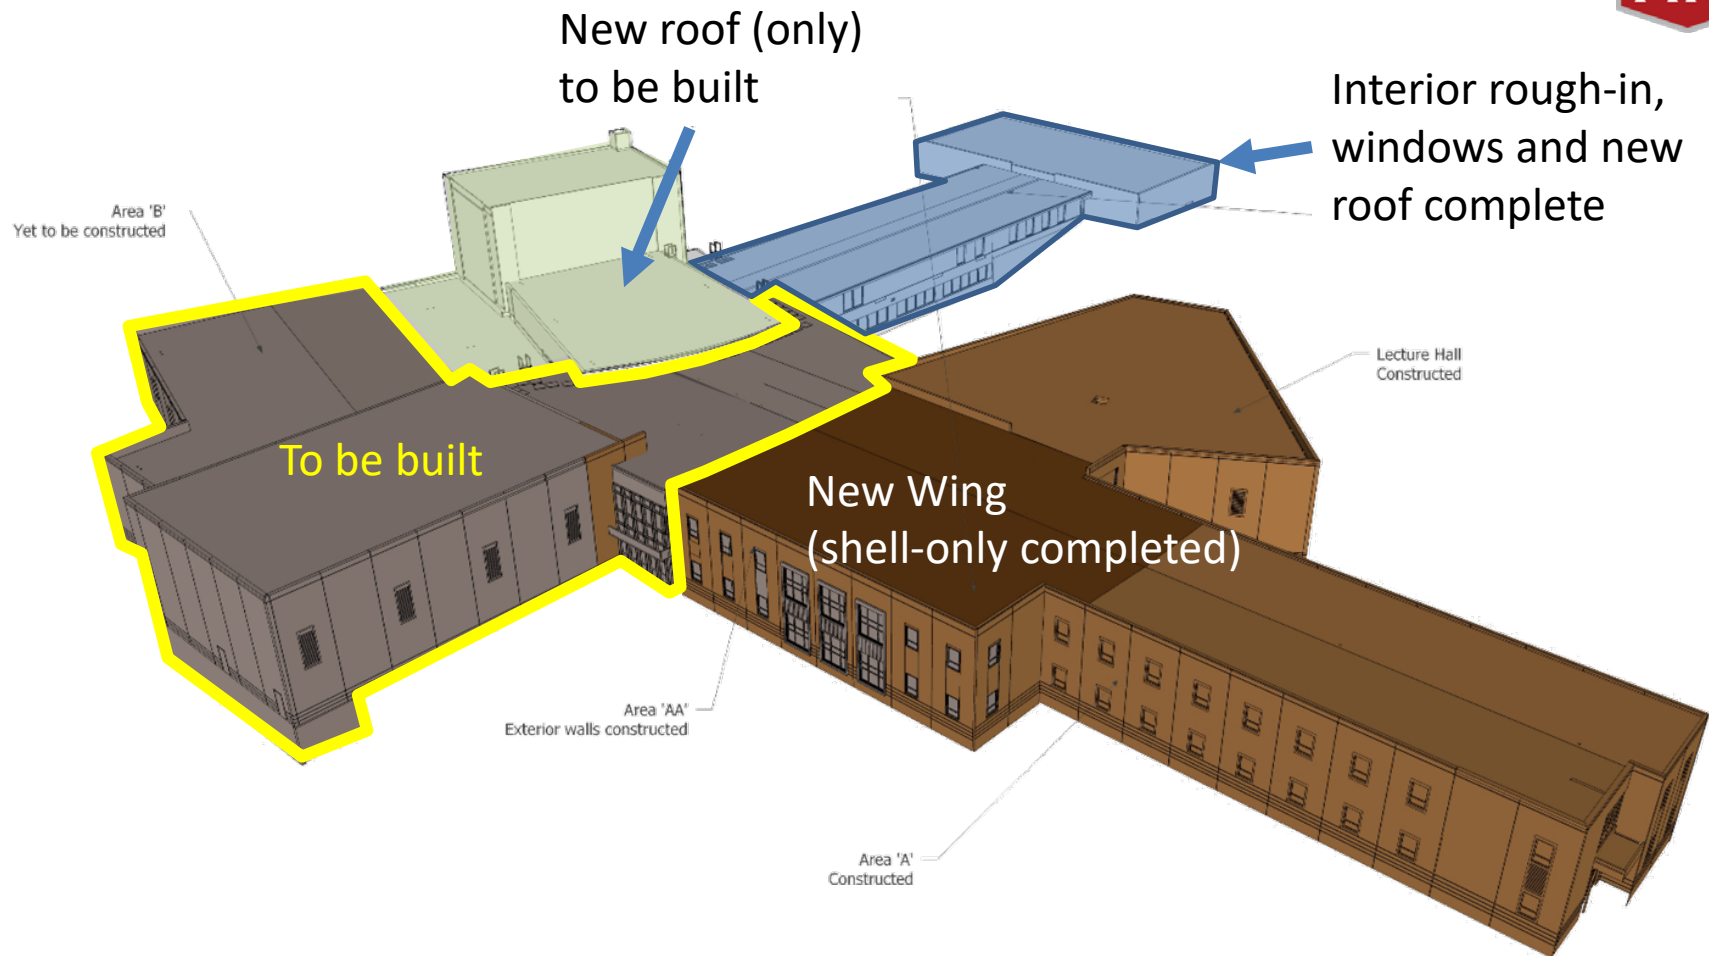 New roof (only)
to be built
Interior rough-in,
windows and new
roof complete
Area 'B'
Yet to be constructed
Lecture Hall
Constructed
To be built
New Wing
(shell-only completed)
Area 'AA'
Exterior walls constructed
Area 'A'
Constructed